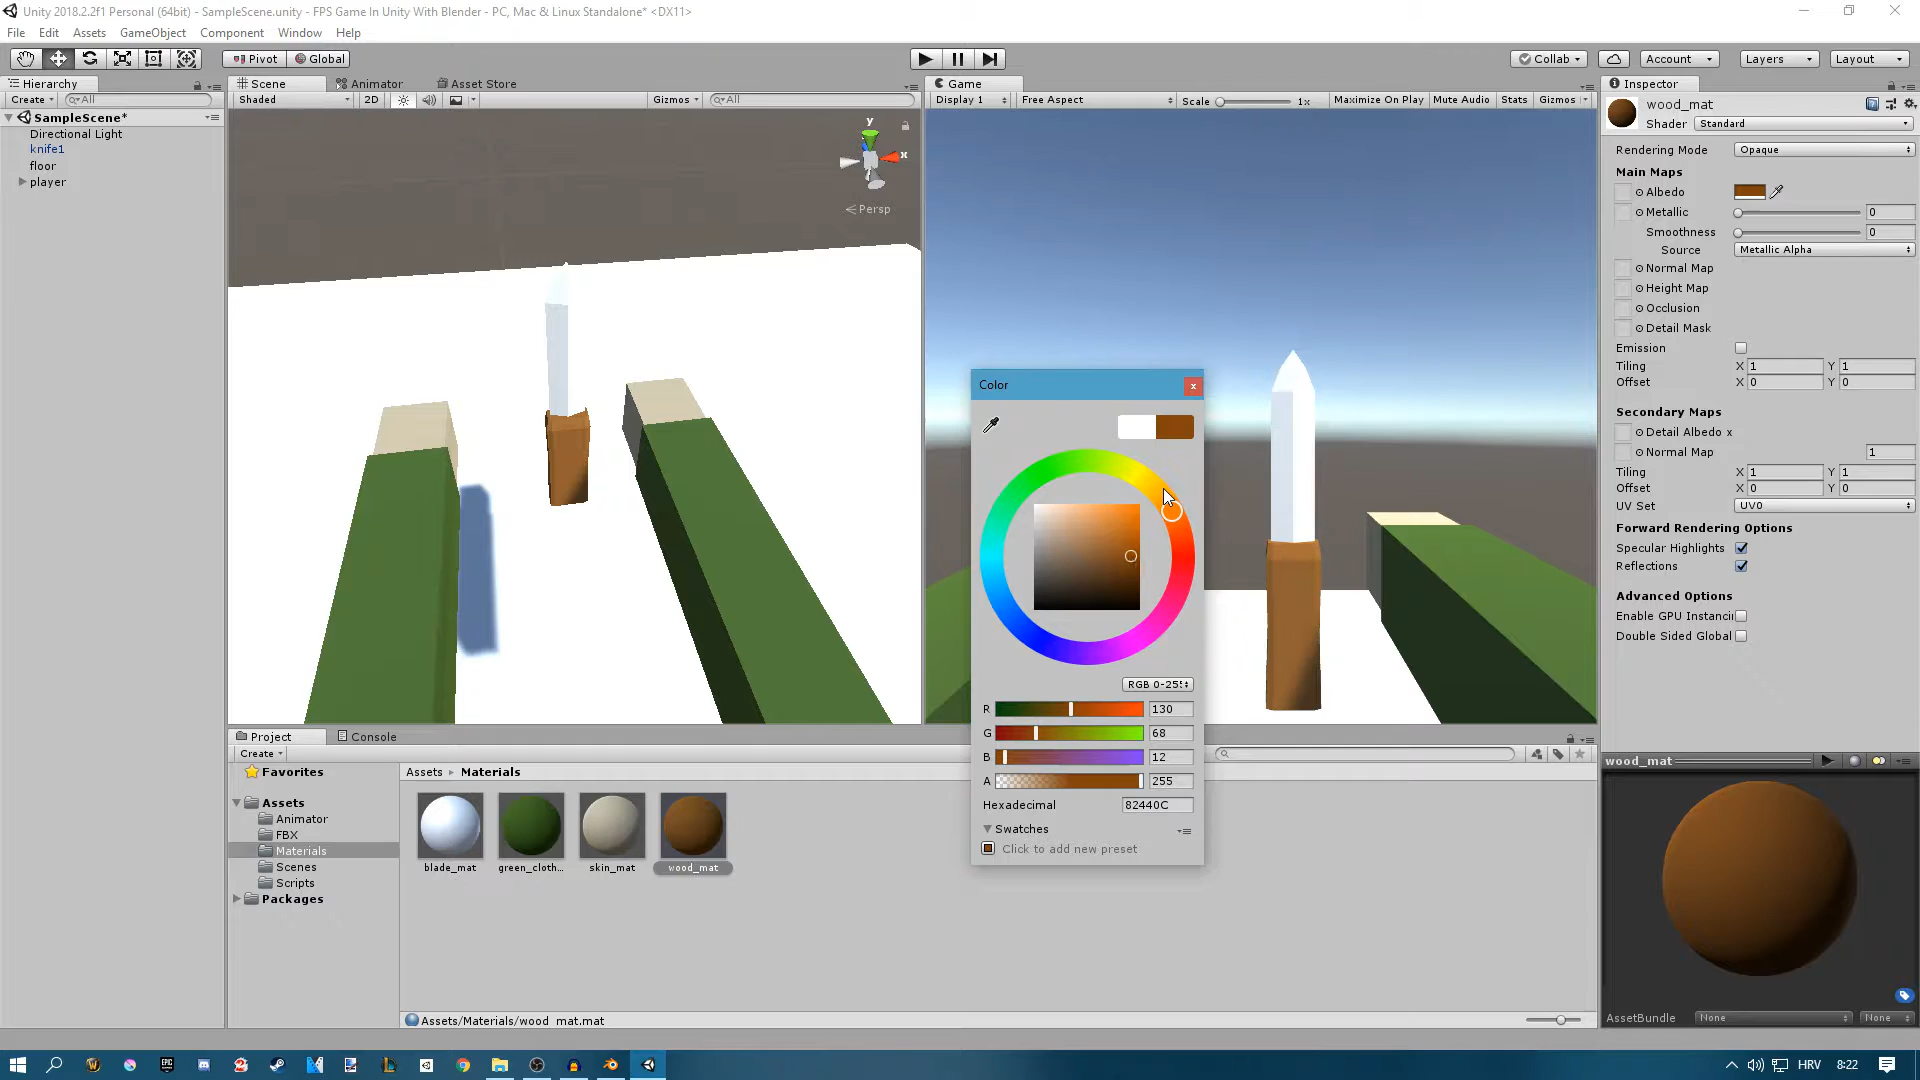 Unity 2018.2.2f1 Personal (64bit) - SampleScene.unity - FPS Game In Unity With Blender - PC, Mac & Linux Standalone* <DX11>
File Edit Assets GameObject Component Window Help
Pivot Global Collab Account Layers Layout
Hierarchy
Create All
SampleScene*
Directional Light
knife1
floor
player
Scene Animator Asset Store
Shaded 2D Gizmos All
y
x
Persp
Game
Display 1 Free Aspect Scale 1x Maximize On Play Mute Audio Stats Gizmos
Color
RGB 0-255
R 130
G 68
B 12
A 255
Hexadecimal 82440C
Swatches
Click to add new preset
Inspector
wood_mat
Shader Standard
Rendering Mode Opaque
Main Maps
Albedo
Metallic 0
Smoothness 0
Source Metallic Alpha
Normal Map
Height Map
Occlusion
Detail Mask
Emission
Tiling X 1 Y 1
Offset X 0 Y 0
Secondary Maps
Detail Albedo x
Normal Map 1
Tiling X 1 Y 1
Offset X 0 Y 0
UV Set UV0
Forward Rendering Options
Specular Highlights
Reflections
Advanced Options
Enable GPU Instancii
Double Sided Global
Project Console
Create
Favorites
Assets
Animator
FBX
Materials
Scenes
Scripts
Packages
Assets Materials
blade_mat green_cloth... skin_mat wood_mat
Assets/Materials/wood_mat.mat
wood_mat
AssetBundle None None
HRV 8:22